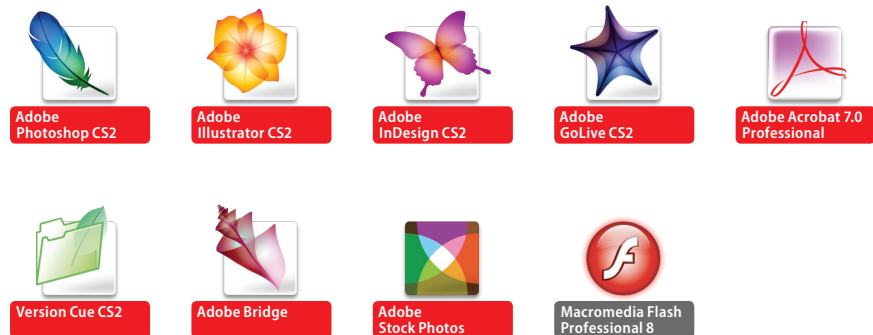 Adobe
Photoshop CS2
Adobe
Illustrator CS2
Adobe
InDesign CS2
Adobe
GoLive CS2
Adobe Acrobat 7.0
Professional
Version Cue CS2
Adobe Bridge
Adobe
Stock Photos
Macromedia Flash
Professional 8